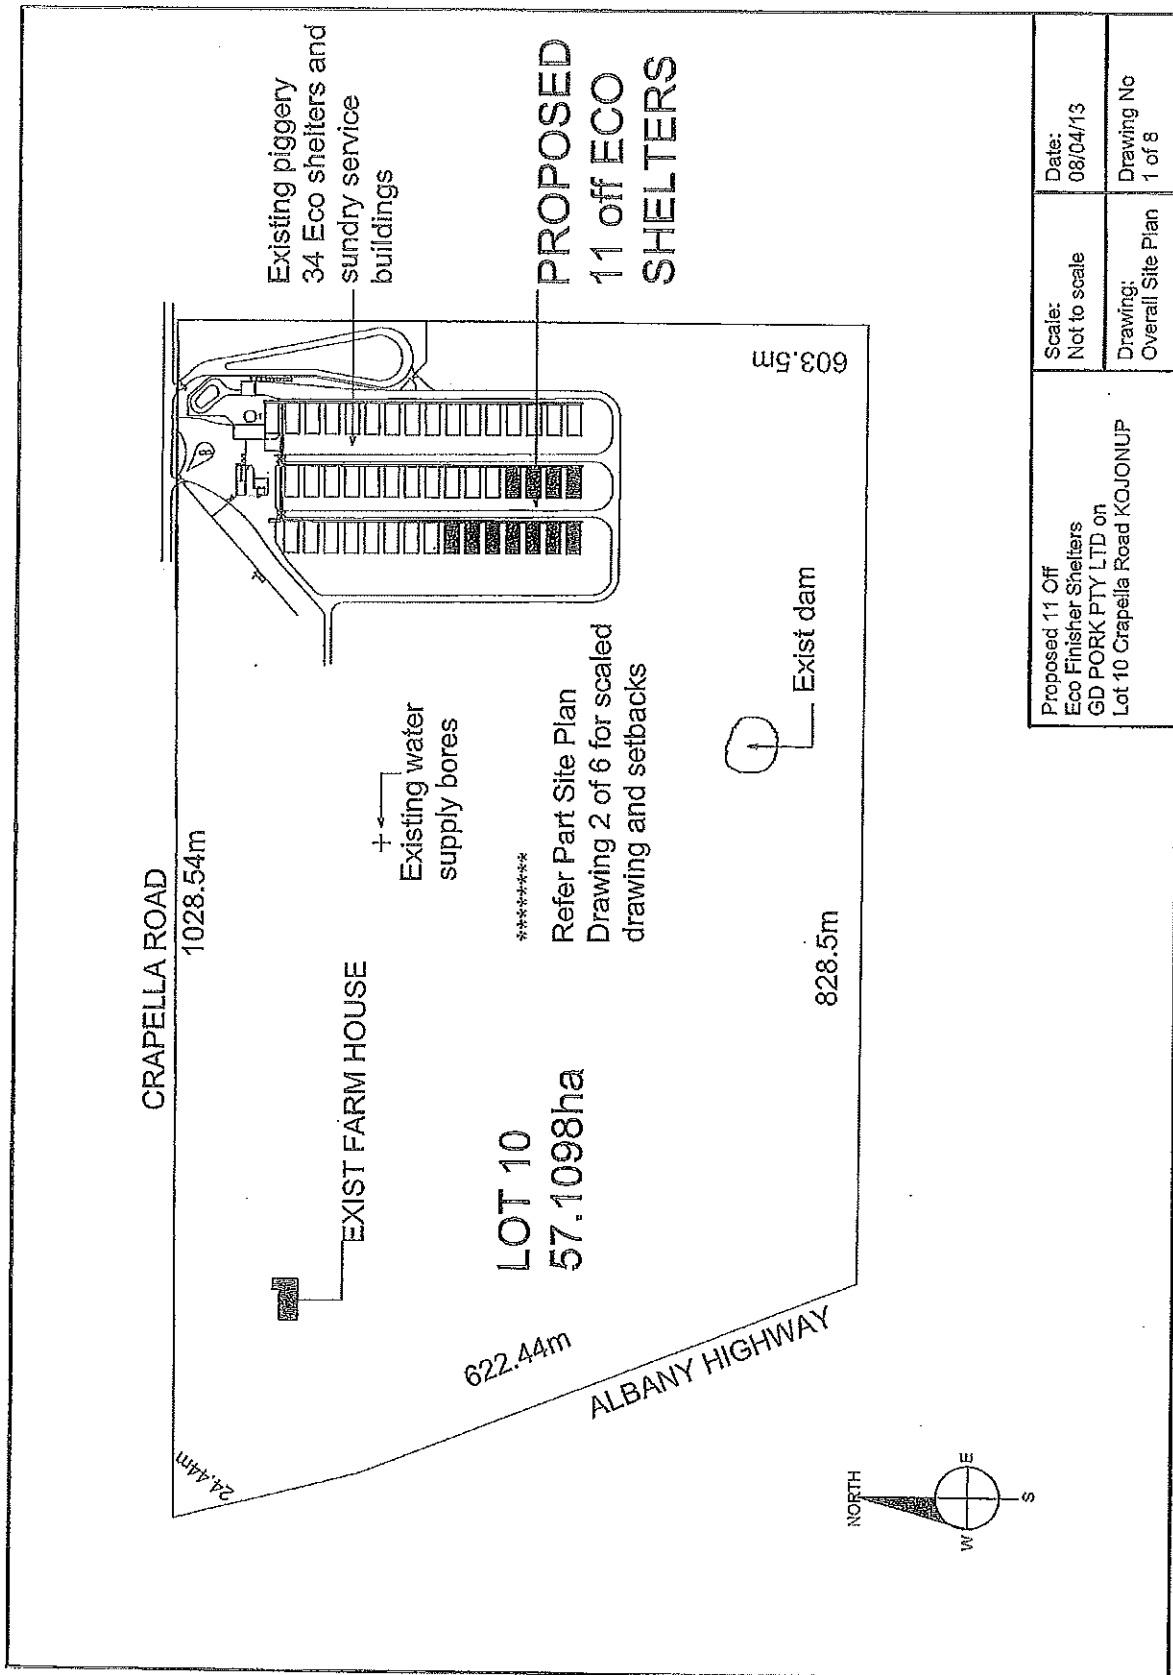 CRAPELLA ROAD
1028.54m
24.44m
EXIST FARM HOUSE
Existing water
supply bores
Existing piggery
34 Eco shelters and
sundry service
buildings
PROPOSED
11 off ECO
SHELTERS
LOT 10
57.1098ha
********
Refer Part Site Plan
Drawing 2 of 6 for scaled
drawing and setbacks
622.44m
ALBANY HIGHWAY
Exist dam
828.5m
603.5m
NORTH
W
E
S
Proposed 11 Off
Eco Finisher Shelters
GD PORK PTY LTD on
Lot 10 Crapella Road KOJONUP
Scale:
Not to scale
Date:
08/04/13
Drawing:
Overall Site Plan
Drawing No
1 of 8